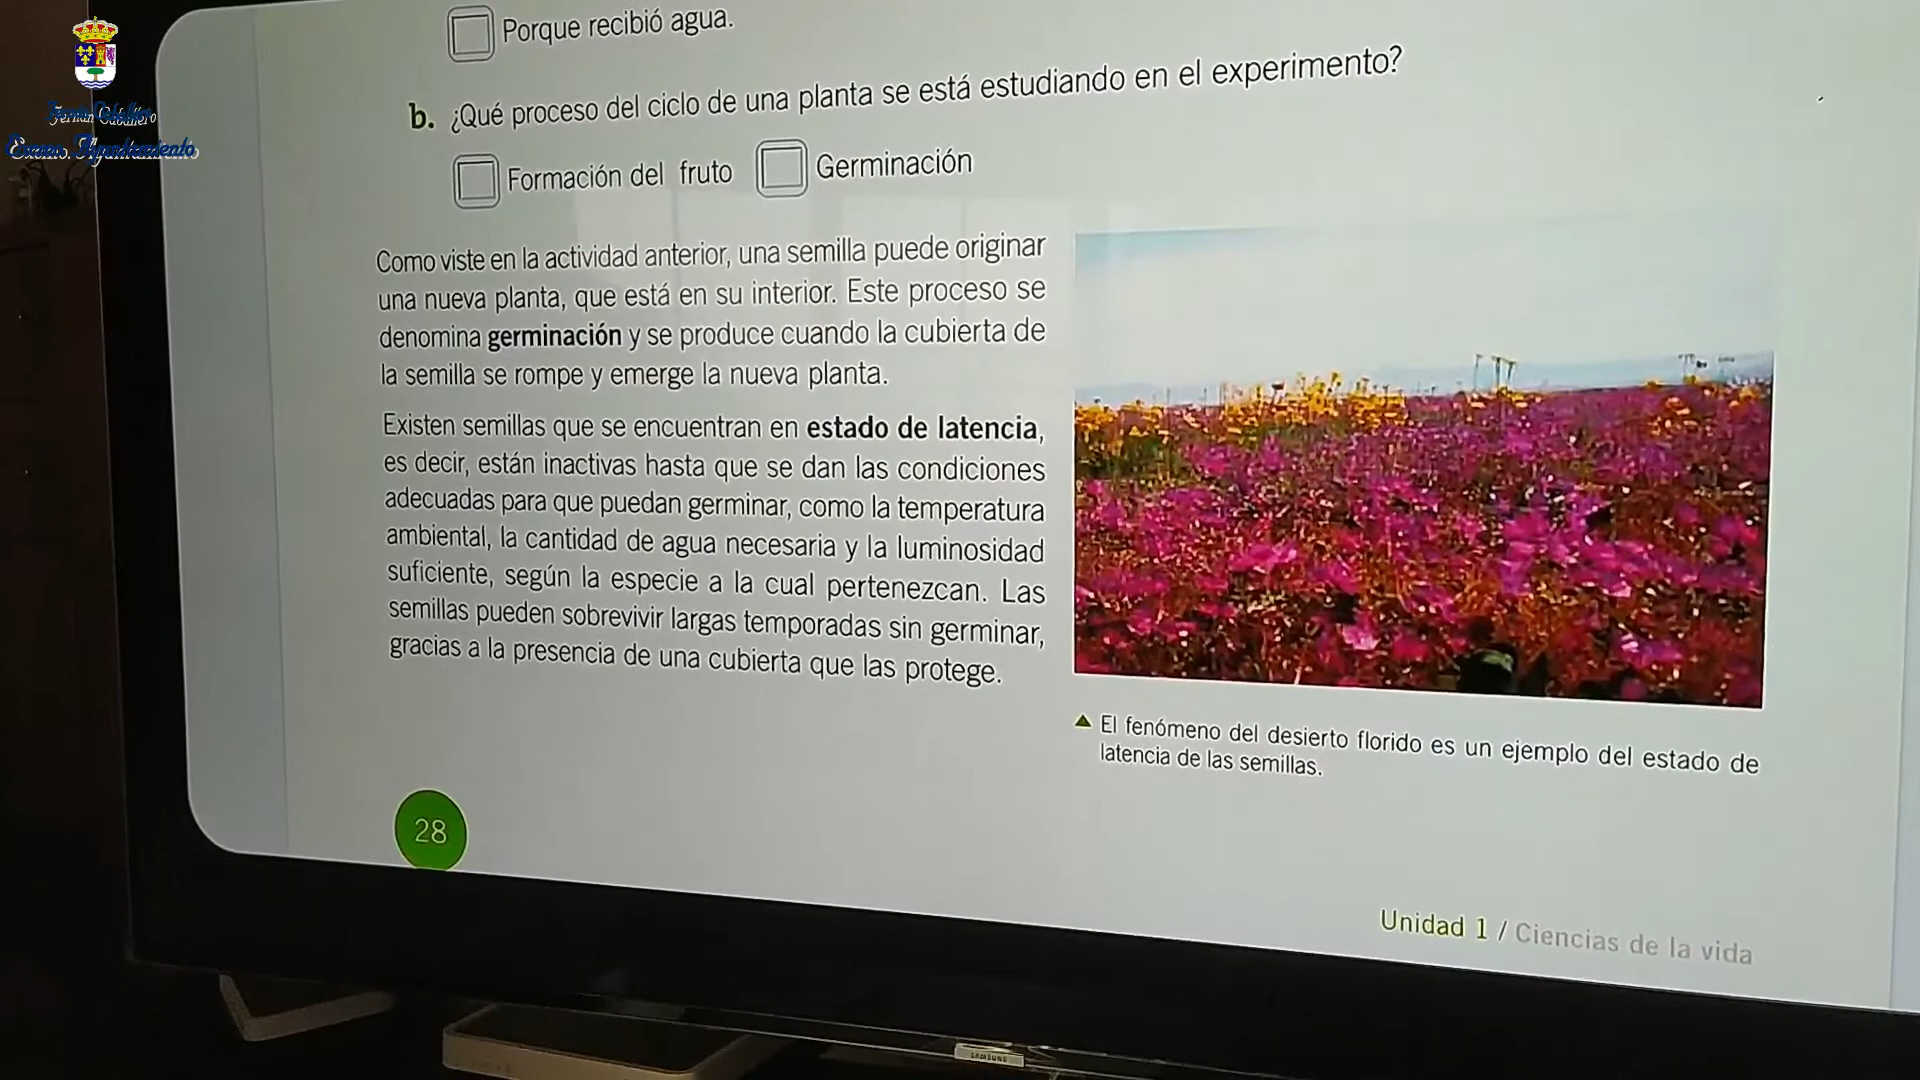 Porque recibió agua.
b. ¿Qué proceso del ciclo de una planta se está estudiando en el experimento?
Formación del fruto Germinación
Fernán Caballero
Excmo. Ayuntamiento
Como viste en la actividad anterior, una semilla puede originar
una nueva planta, que está en su interior. Este proceso se
denomina germinación y se produce cuando la cubierta de
la semilla se rompe y emerge la nueva planta.
Existen semillas que se encuentran en estado de latencia,
es decir, están inactivas hasta que se dan las condiciones
adecuadas para que puedan germinar, como la temperatura
ambiental, la cantidad de agua necesaria y la luminosidad
suficiente, según la especie a la cual pertenezcan. Las
semillas pueden sobrevivir largas temporadas sin germinar,
gracias a la presencia de una cubierta que las protege.
El fenómeno del desierto florido es un ejemplo del estado de
latencia de las semillas.
28
Unidad 1 / Ciencias de la vida
SAMSUNG